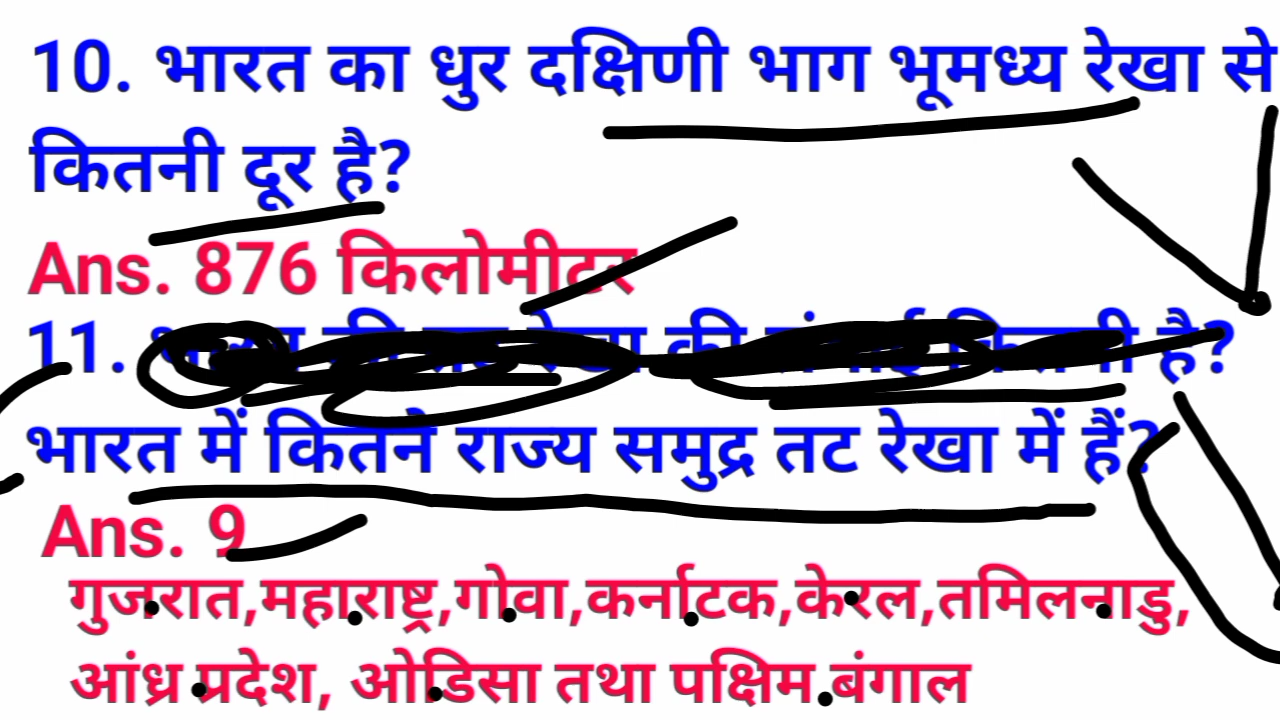 10. भारत का धुर दक्षिणी भाग भूमध्य रेखा से
कितनी दूर है?
Ans. 876 किलोमीटर
11. रेखा की है?
भारत में कितने राज्य समुद्र तट रेखा में हैं?
Ans. 9
गुजरात,महाराष्ट्र,गोवा,कर्नाटक,केरल,तमिलनाडु,
आंध्र प्रदेश, ओडिसा तथा पक्षिम बंगाल